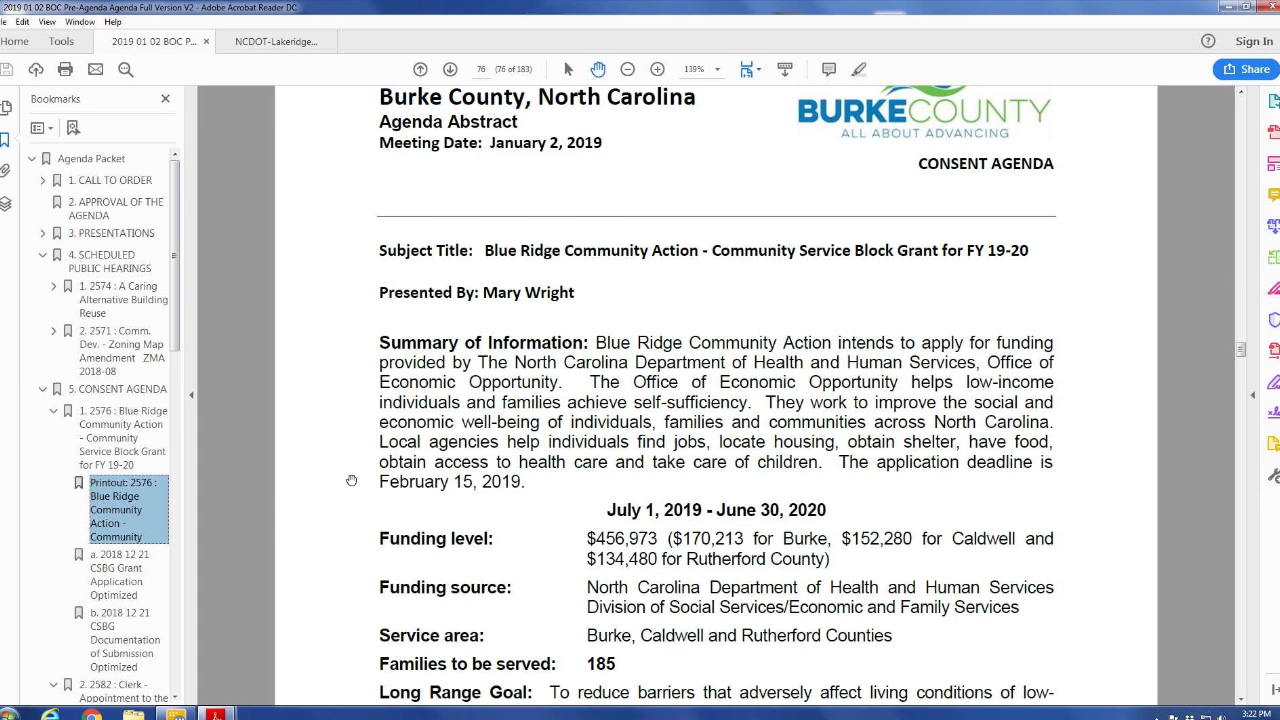 2019 01 02 BOC Pre-Agenda Agenda Full Version V2 - Adobe Acrobat Reader DC
Edit View Window Help
Home Tools 2019 01 02 BOC P... × NCDOT-Lakeridge... Sign In
76 (76 of 183) 139% Share
Bookmarks
Agenda Packet
1. CALL TO ORDER
2. APPROVAL OF THE
AGENDA
3. PRESENTATIONS
4. SCHEDULED
PUBLIC HEARINGS
1. 2574 : A Caring
Alternative Building
Reuse
2. 2571 : Comm.
Dev. - Zoning Map
Amendment ZMA
2018-08
5. CONSENT AGENDA
1. 2576 : Blue Ridge
Community Action
- Community
Service Block Grant
for FY 19-20
Printout: 2576 :
Blue Ridge
Community
Action -
Community
a. 2018 12 21
CSBG Grant
Application
Optimized
b. 2018 12 21
CSBG
Documentation
of Submission
Optimized
2. 2582 : Clerk -
Appointment to the
Burke County, North Carolina
Agenda Abstract
Meeting Date: January 2, 2019
BURKECOUNTY
ALL ABOUT ADVANCING
CONSENT AGENDA
Subject Title: Blue Ridge Community Action - Community Service Block Grant for FY 19-20
Presented By: Mary Wright
Summary of Information: Blue Ridge Community Action intends to apply for funding
provided by The North Carolina Department of Health and Human Services, Office of
Economic Opportunity. The Office of Economic Opportunity helps low-income
individuals and families achieve self-sufficiency. They work to improve the social and
economic well-being of individuals, families and communities across North Carolina.
Local agencies help individuals find jobs, locate housing, obtain shelter, have food,
obtain access to health care and take care of children. The application deadline is
February 15, 2019.
July 1, 2019 - June 30, 2020
Funding level: $456,973 ($170,213 for Burke, $152,280 for Caldwell and
$134,480 for Rutherford County)
Funding source: North Carolina Department of Health and Human Services
Division of Social Services/Economic and Family Services
Service area: Burke, Caldwell and Rutherford Counties
Families to be served: 185
Long Range Goal: To reduce barriers that adversely affect living conditions of low-
3:22 PM